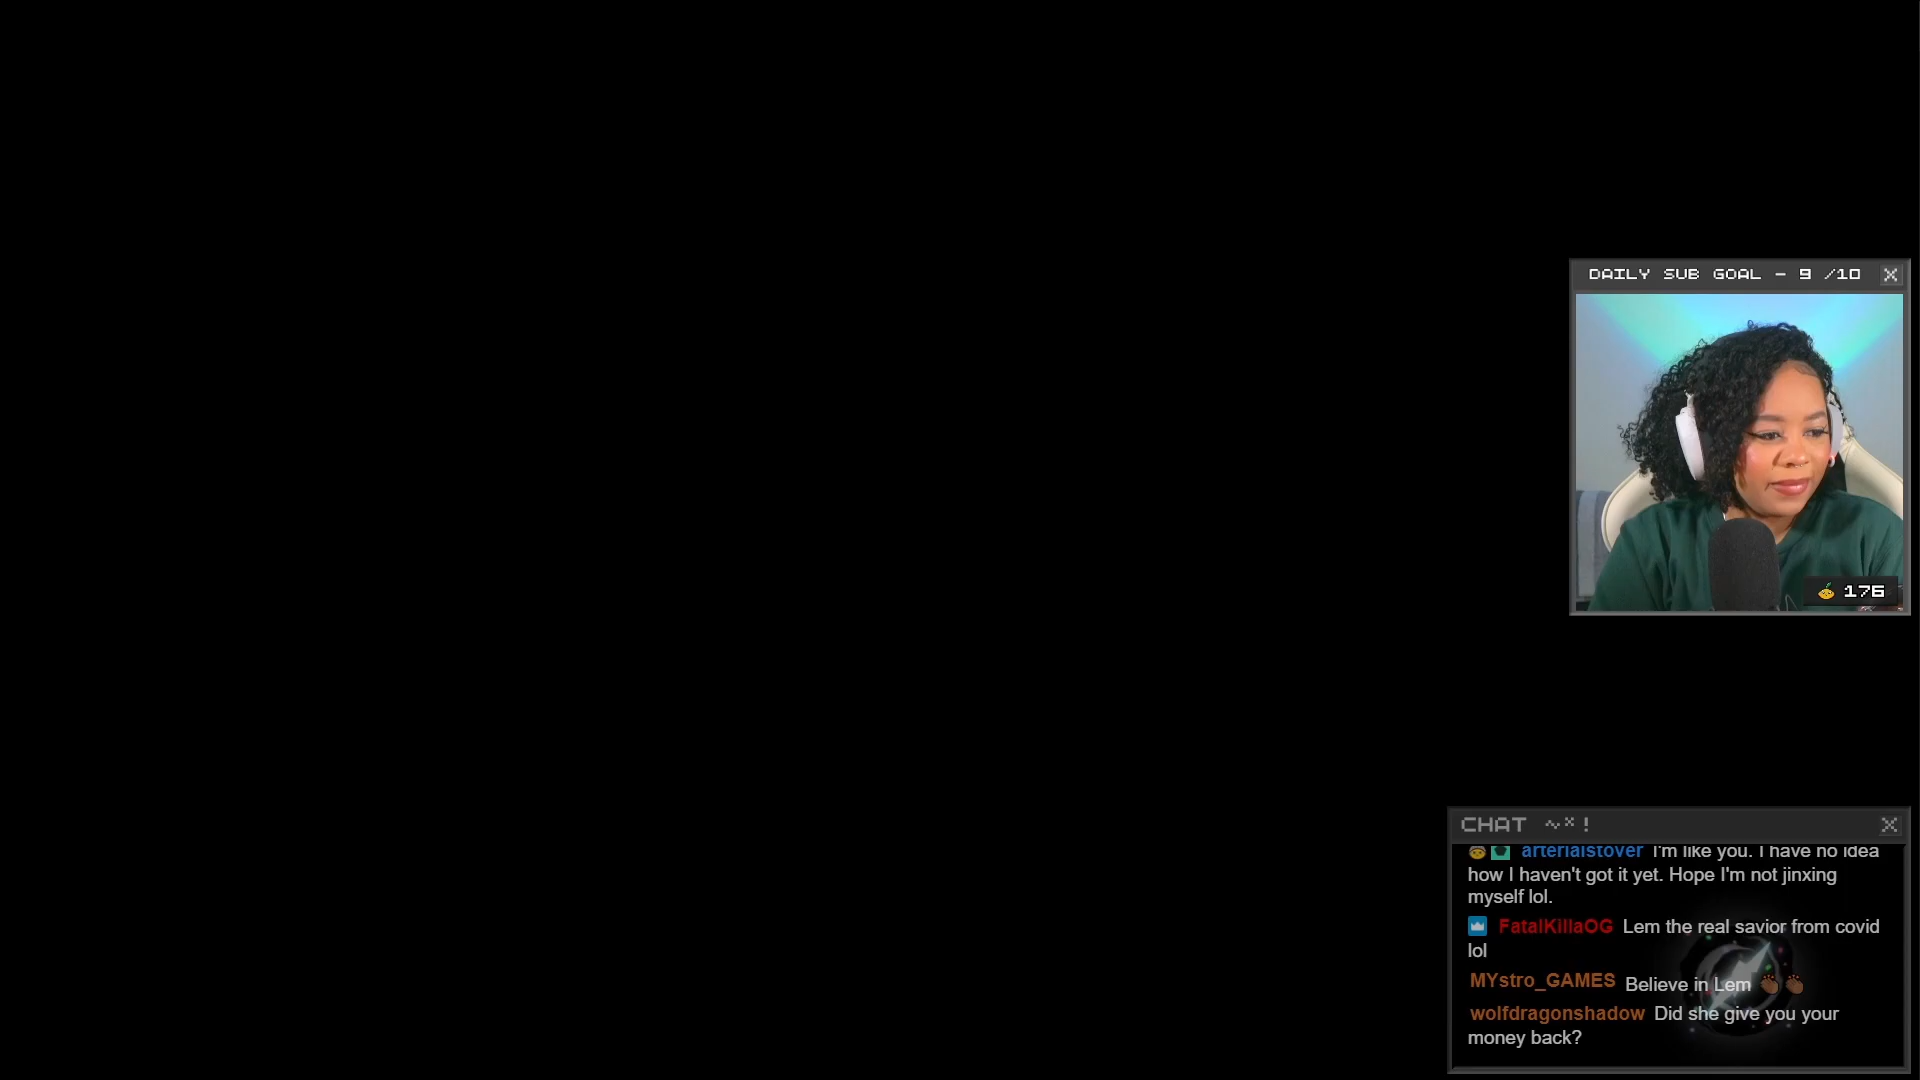 DAILY SUB GOAL - 9 /10
176
CHAT ~*!
arterialstover I'm like you. I have no idea
how I haven't got it yet. Hope I'm not jinxing
myself lol.
FatalKillaOG Lem the real savior from covid
lol
MYstro_GAMES Believe in Lem
wolfdragonshadow Did she give you your
money back?